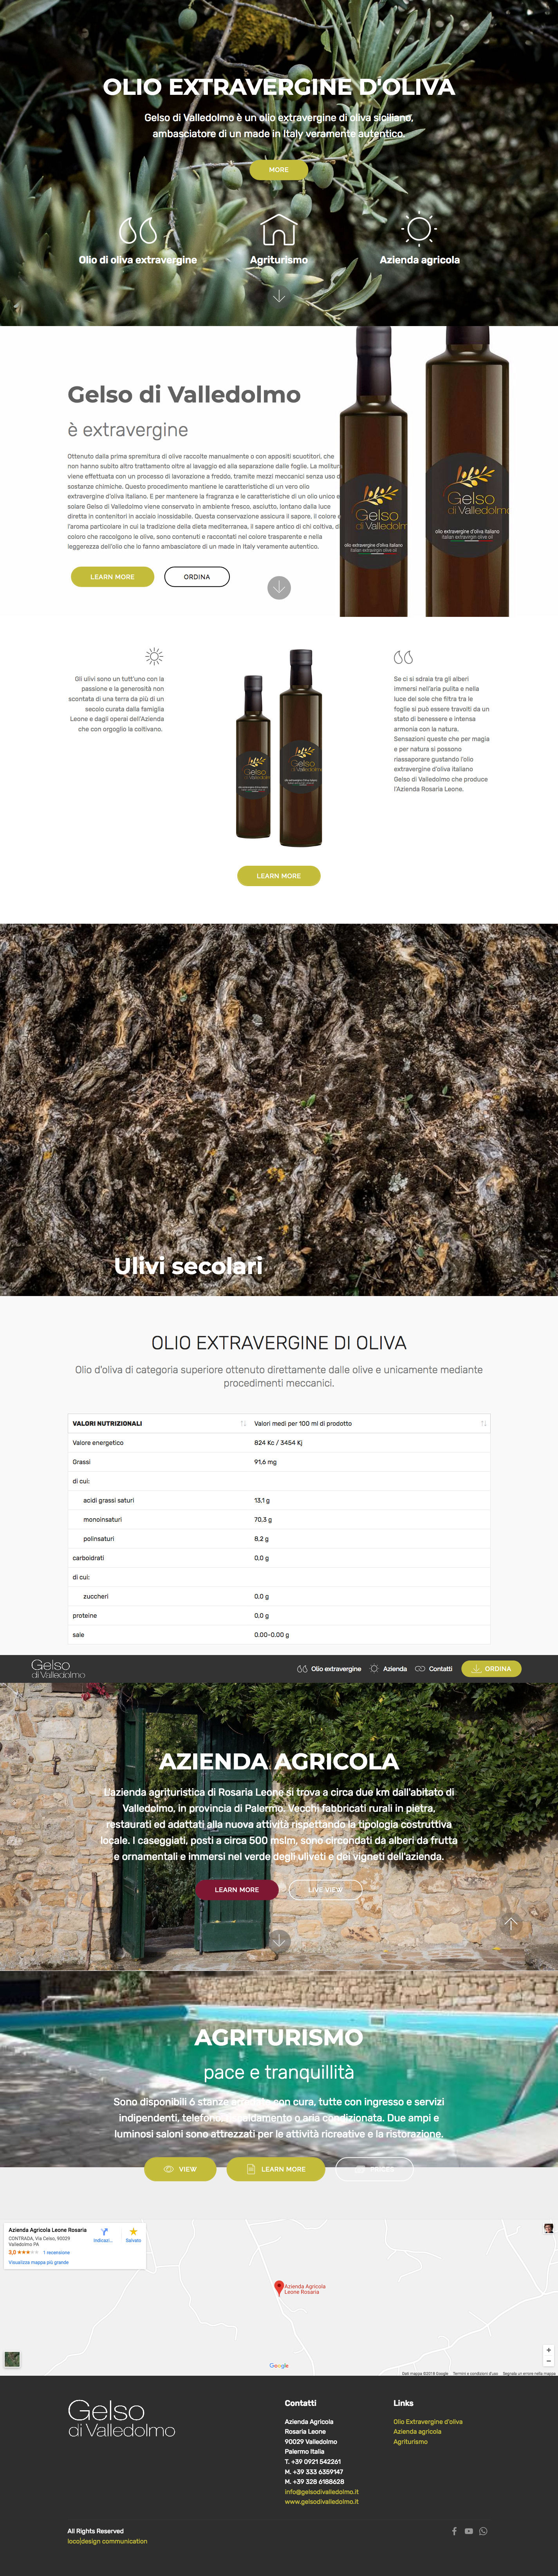 OLIO EXTRAVERGINE D'OLIVA
Gelso di Valledolmo è un olio extravergine di oliva siciliano,
ambasciatore di un made in Italy veramente autentico.
MORE
Olio di oliva extravergine
Agriturismo
Azienda agricola
Gelso di Valledolmo
è extravergine
Ottenuto dalla prima spremitura di olive raccolte manualmente o con appositi scuotitori, che
non hanno subito altro trattamento oltre al lavaggio ed alla separazione dalle foglie. La molitura
viene effettuata con un processo di lavorazione a freddo, tramite mezzi meccanici senza uso di
sostanze chimiche. Questo procedimento mantiene le caratteristiche di un vero olio
extravergine d'oliva italiano. E per mantenere la fragranza e le caratteristiche di un olio unico e
solare Gelso di Valledolmo viene conservato in ambiente fresco, asciutto, lontano dalla luce
diretta in contenitori in acciaio inossidabile. Questa conservazione assicura il sapore, il colore e
l'aroma particolare in cui la tradizione della dieta mediterranea, il sapere antico di chi coltiva, di
colora che raccolgono le olive, sono contenuti e raccontati nel colore trasparente e nella
leggerezza dell'olio che lo fanno ambasciatore di un made in Italy veramente autentico.
LEARN MORE
ORDINA
Gelso
di Valledolm
olio extravergine d'oliva italiano
italian extravirgin olive oil
Gelso
di Valledolm
olio extravergine d'oliva italiano
italian extravirgin olive oil
Gli ulivi sono un tutt'uno con la
passione e la generosità non
scontata di una terra da più di un
secolo curata dalla famiglia
Leone e dagli operai dell'Azienda
che con orgoglio la coltivano.
Gelso
di Valledolm
Gelso
di Valledolm
Se ci si sdraia tra gli alberi
immersi nell'aria pulita e nella
luce del sole che filtra tra le
foglie si può essere travolti da un
stato di benessere e intensa
armonia con la natura.
Sensazioni queste che per magia
e per natura si possono
riassaporare gustando l'olio
extravergine d'oliva italiano
Gelso di Valledolmo che produce
l'Azienda Rosaria Leone.
LEARN MORE
Ulivi secolari
OLIO EXTRAVERGINE DI OLIVA
Olio d'oliva di categoria superiore ottenuto direttamente dalle olive e unicamente mediante
procedimenti meccanici.
VALORI NUTRIZIONALI Valori medi per 100 ml di prodotto
Valore energetico 824 Kc / 3454 Kj
Grassi 91,6 mg
di cui:
acidi grassi saturi 13,1 g
monoinsaturi 70,3 g
polinsaturi 8,2 g
carboidrati 0,0 g
di cui:
zuccheri 0,0 g
proteine 0,0 g
sale 0.00-0.00 g
Gelso
di Valledolmo
Olio extravergine Azienda Contatti ORDINA
AZIENDA AGRICOLA
L'azienda agrituristica di Rosaria Leone si trova a circa due km dall'abitato di
Valledolmo, in provincia di Palermo. Vecchi fabbricati rurali in pietra,
restaurati ed adattati alla nuova attività rispettando la tipologia costruttiva
locale. I caseggiati, posti a circa 500 mslm, sono circondati da alberi da frutta
e ornamentali e immersi nel verde degli uliveti e dei vigneti dell'azienda.
LEARN MORE
LIVE VIEW
AGRITURISMO
pace e tranquillità
Sono disponibili 6 stanze con cura, tutte con ingresso e servizi
indipendenti, telefono, riscaldamento o aria condizionata. Due ampi e
luminosi saloni sono attrezzati per le attività ricreative e la ristorazione.
VIEW
LEARN MORE
Azienda Agricola Leone Rosaria
CONTRADA, Via Celso, 90029
Valledolmo PA
3,0 1 recensione
Visualizza mappa più grande
Indicazi...
Salvato
Azienda Agricola
Leone Rosaria
Google
Dati mappa ©2018 Google Termini e condizioni d'uso Segnala un errore nella mappa
Gelso
di Valledolmo
Contatti
Azienda Agricola
Rosaria Leone
90029 Valledolmo
Palermo Italia
T. +39 0921 542261
M. +39 333 6359147
M. +39 328 6188628
info@gelsodivalledolmo.it
www.gelsodivalledolmo.it
Links
Olio Extravergine d'oliva
Azienda agricola
Agriturismo
All Rights Reserved
loco|design communication